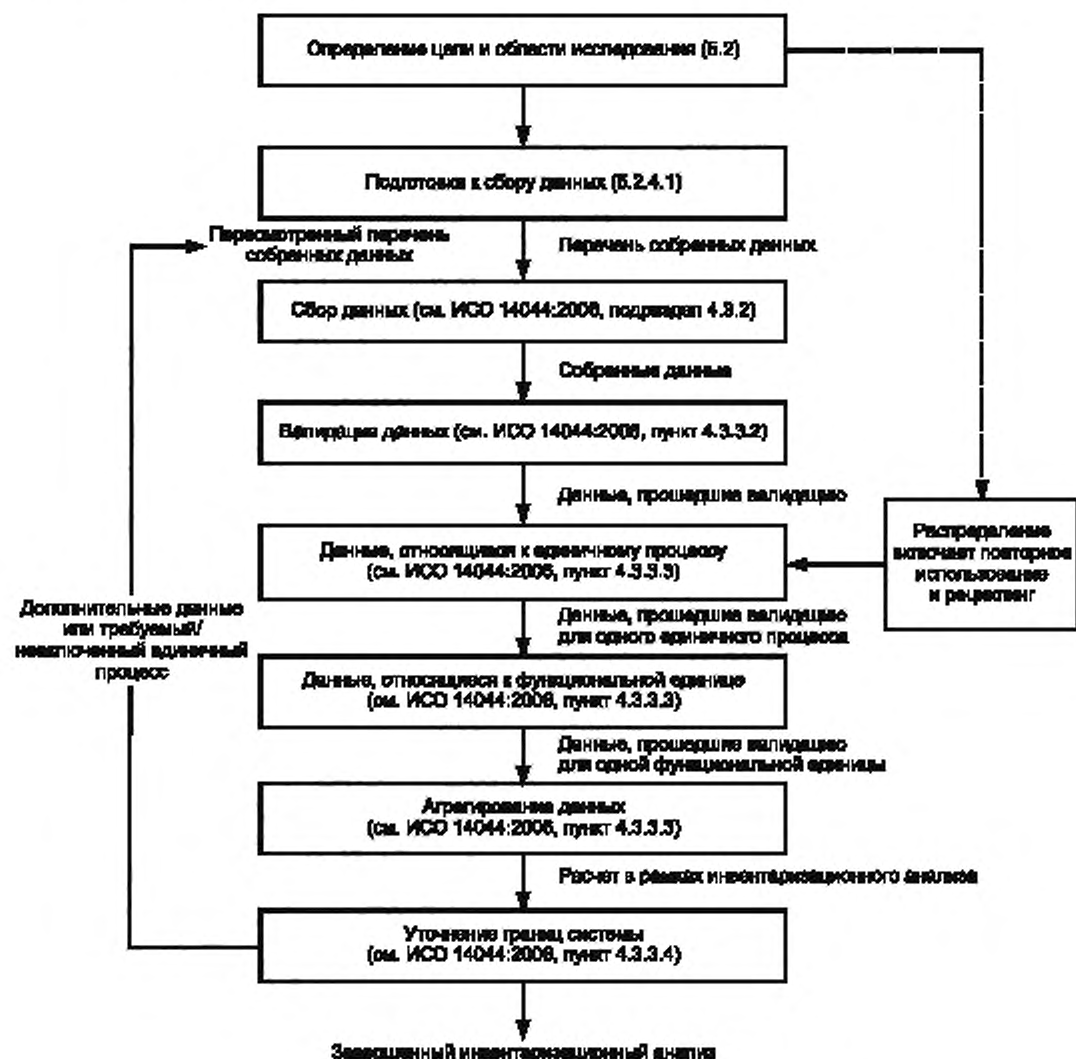 Определение цели и области исследования (5.2)
Подготовка к сбору данных (5.2.4.1)
Пересмотренный перечень
собранных данных
Перечень собранных данных
Сбор данных (см. ИСО 14044:2006, подраздел 4.3.2)
Собранные данные
Валидация данных (см. ИСО 14044:2006, пункт 4.3.3.2)
Данные, прошедшие валидацию
Данные, относящиеся к единичному процессу
(см. ИСО 14044:2006, пункт 4.3.3.3)
Распределение
включает повторное
использование
и рециклинг
Дополнительные данные
или требуемый/
невключенный единичный
процесс
Данные, прошедшие валидацию
для одного единичного процесса
Данные, относящиеся к функциональной единице
(см. ИСО 14044:2006, пункт 4.3.3.3)
Данные, прошедшие валидацию
для одной функциональной единицы
Агрегирование данных
(см. ИСО 14044:2006, пункт 4.3.3.3)
Расчет в рамках инвентаризационного анализа
Уточнение границ системы
(см. ИСО 14044:2006, пункт 4.3.3.4)
Завершенный инвентаризационный анализ